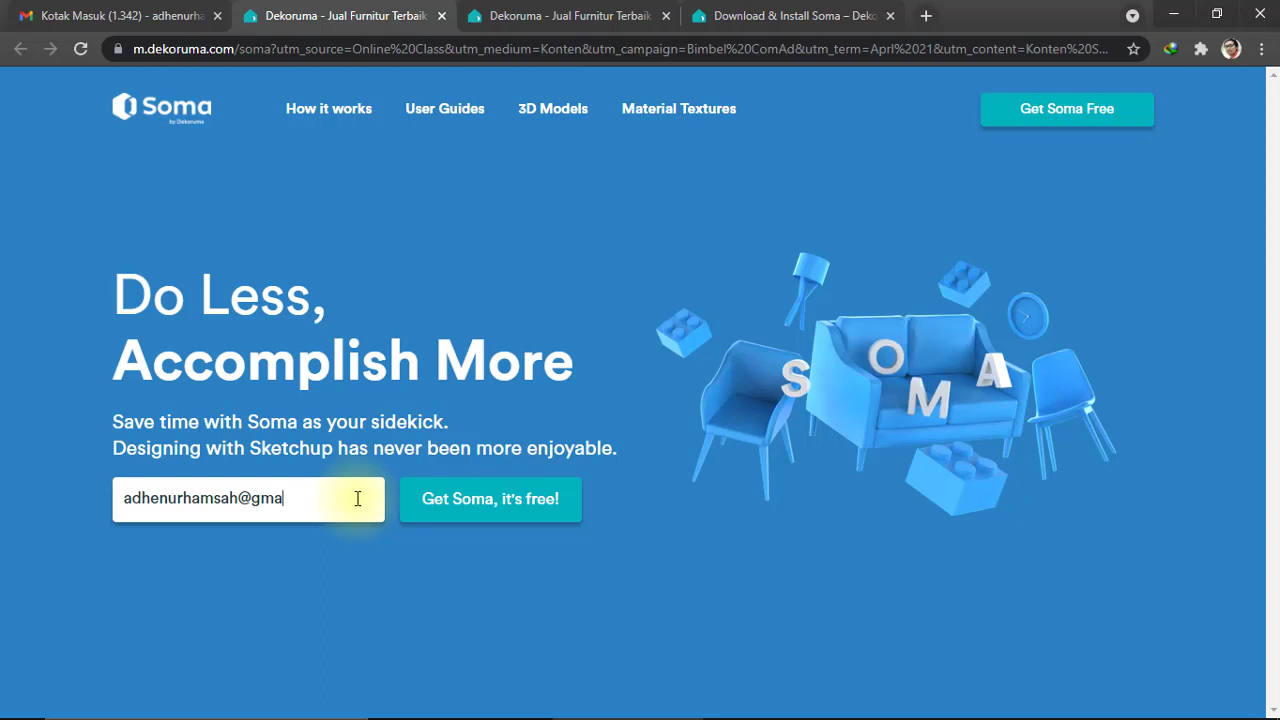 Kotak Masuk (1.342) - adhenurha
Dekoruma - Jual Furnitur Terbaik
Dekoruma - Jual Furnitur Terbaik
Download & Install Soma – Deko
m.dekoruma.com/soma?utm_source=Online%20Class&utm_medium=Konten&utm_campaign=Bimbel%20ComAd&utm_term=Aprl%2021&utm_content=Konten%20S...
Soma
by Dekoruma
How it works
User Guides
3D Models
Material Textures
Get Soma Free
Do Less,
Accomplish More
SOMA
Save time with Soma as your sidekick.
Designing with Sketchup has never been more enjoyable.
adhenurhamsah@gma
Get Soma, it's free!